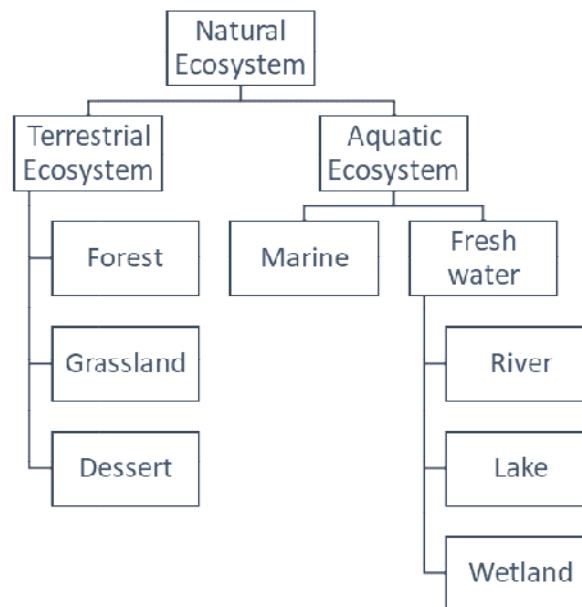 Natural
Ecosystem
Terrestrial
Ecosystem
Aquatic
Ecosystem
Forest
Marine
Fresh
water
Grassland
River
Dessert
Lake
Wetland